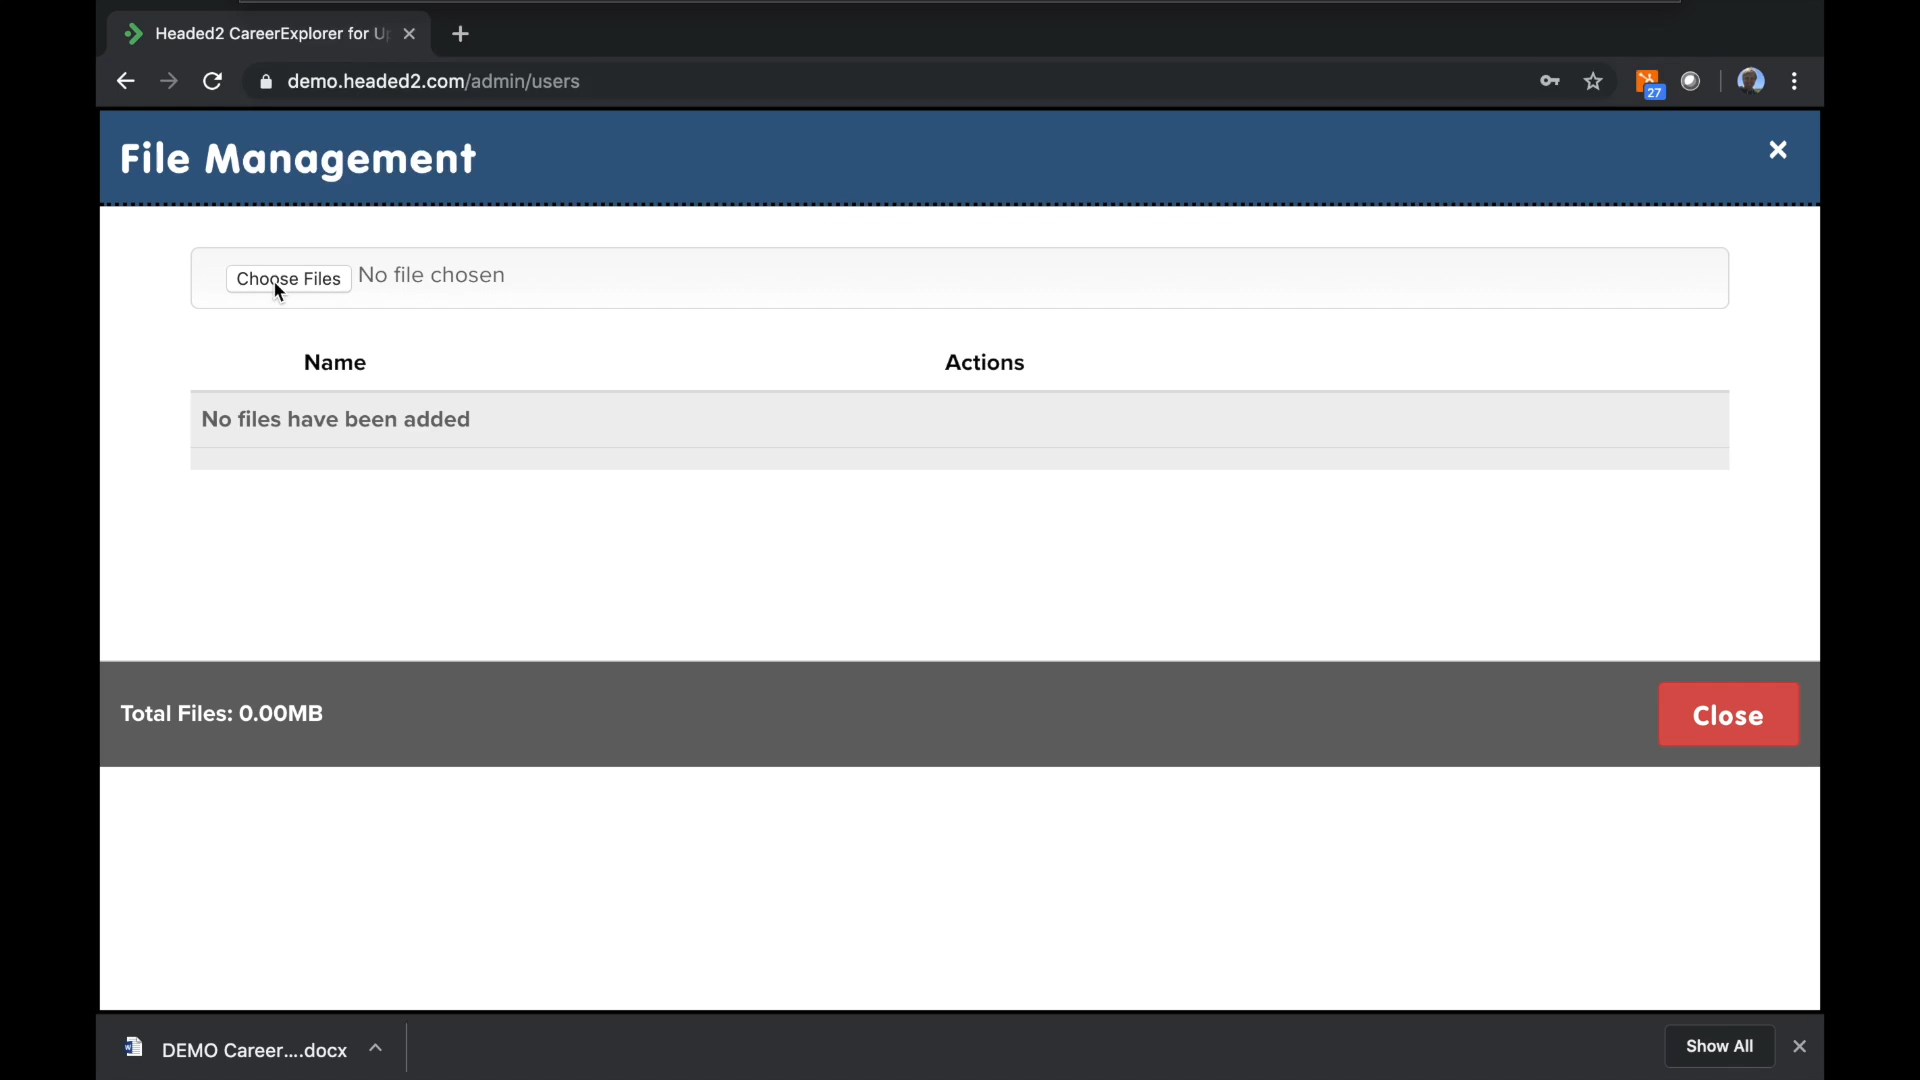 Headed2 CareerExplorer for Up
demo.headed2.com/admin/users
27
File Management
Choose Files No file chosen
Name Actions
No files have been added
Total Files: 0.00MB
Close
DEMO Career....docx
Show All